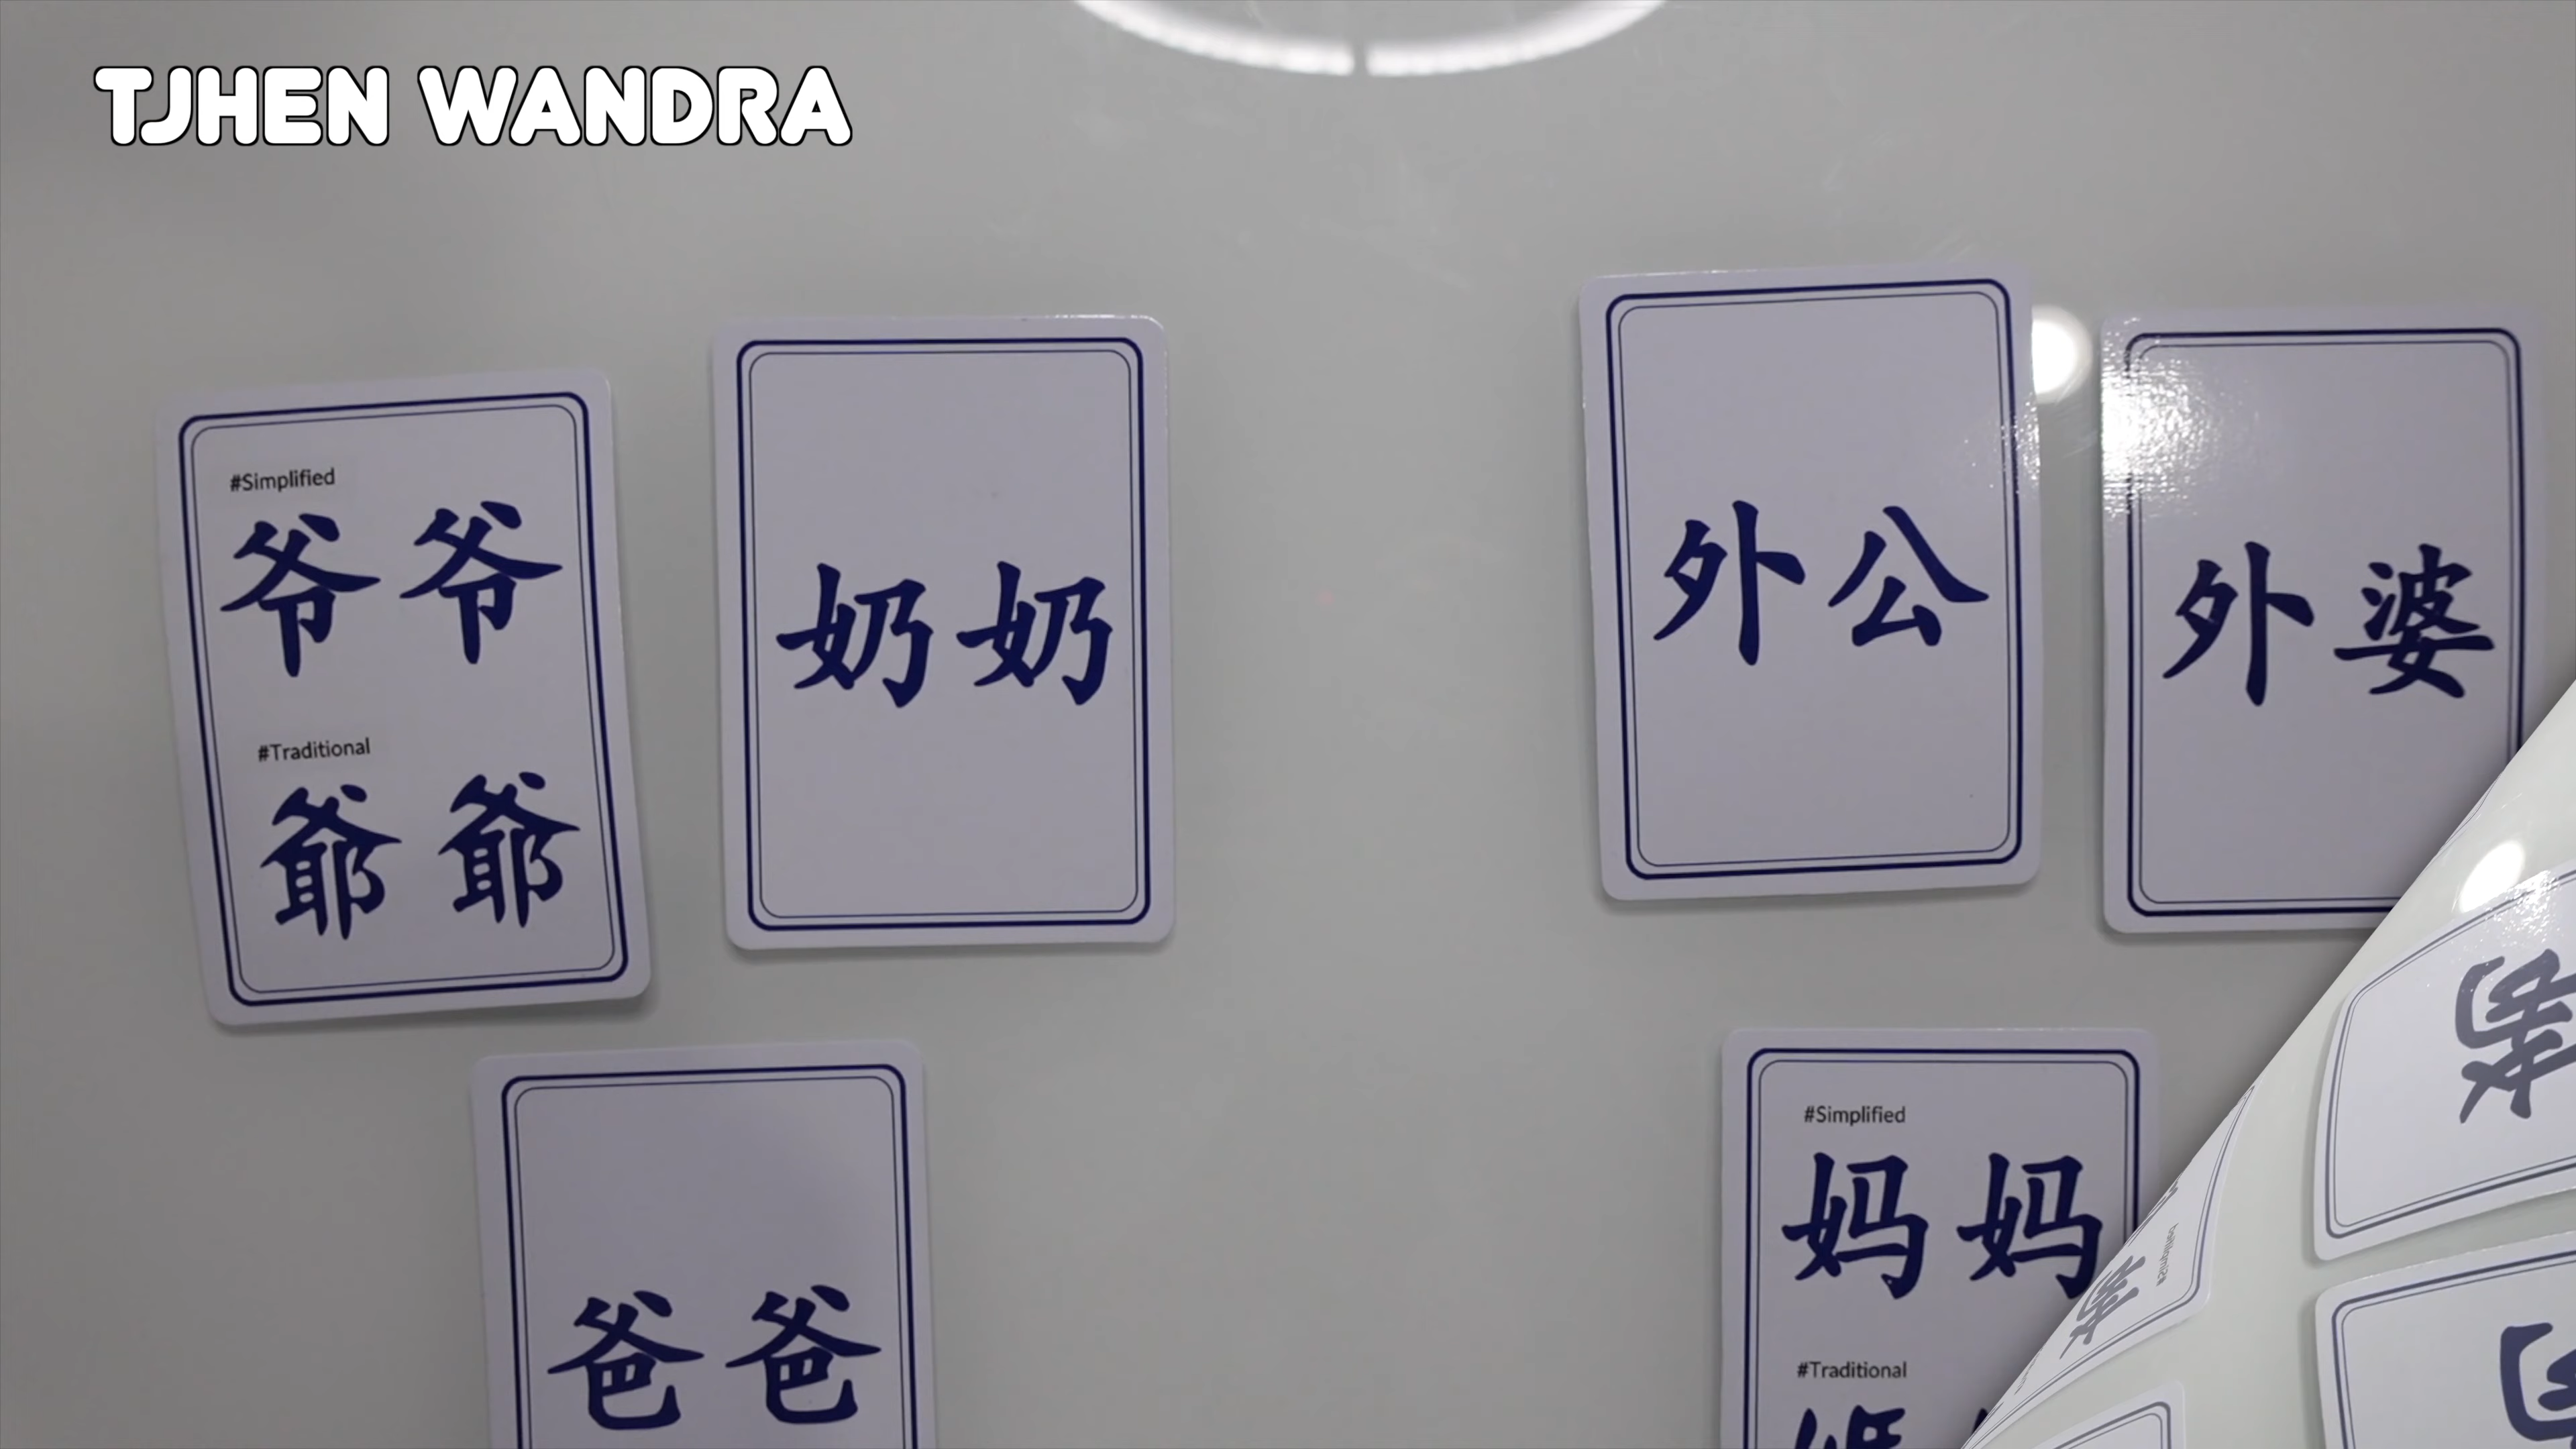 TJHEN WANDRA
#Simplified
爷爷
#Traditional
爺爺
奶奶
外公
外婆
爸爸
#Simplified
妈妈
#Traditional